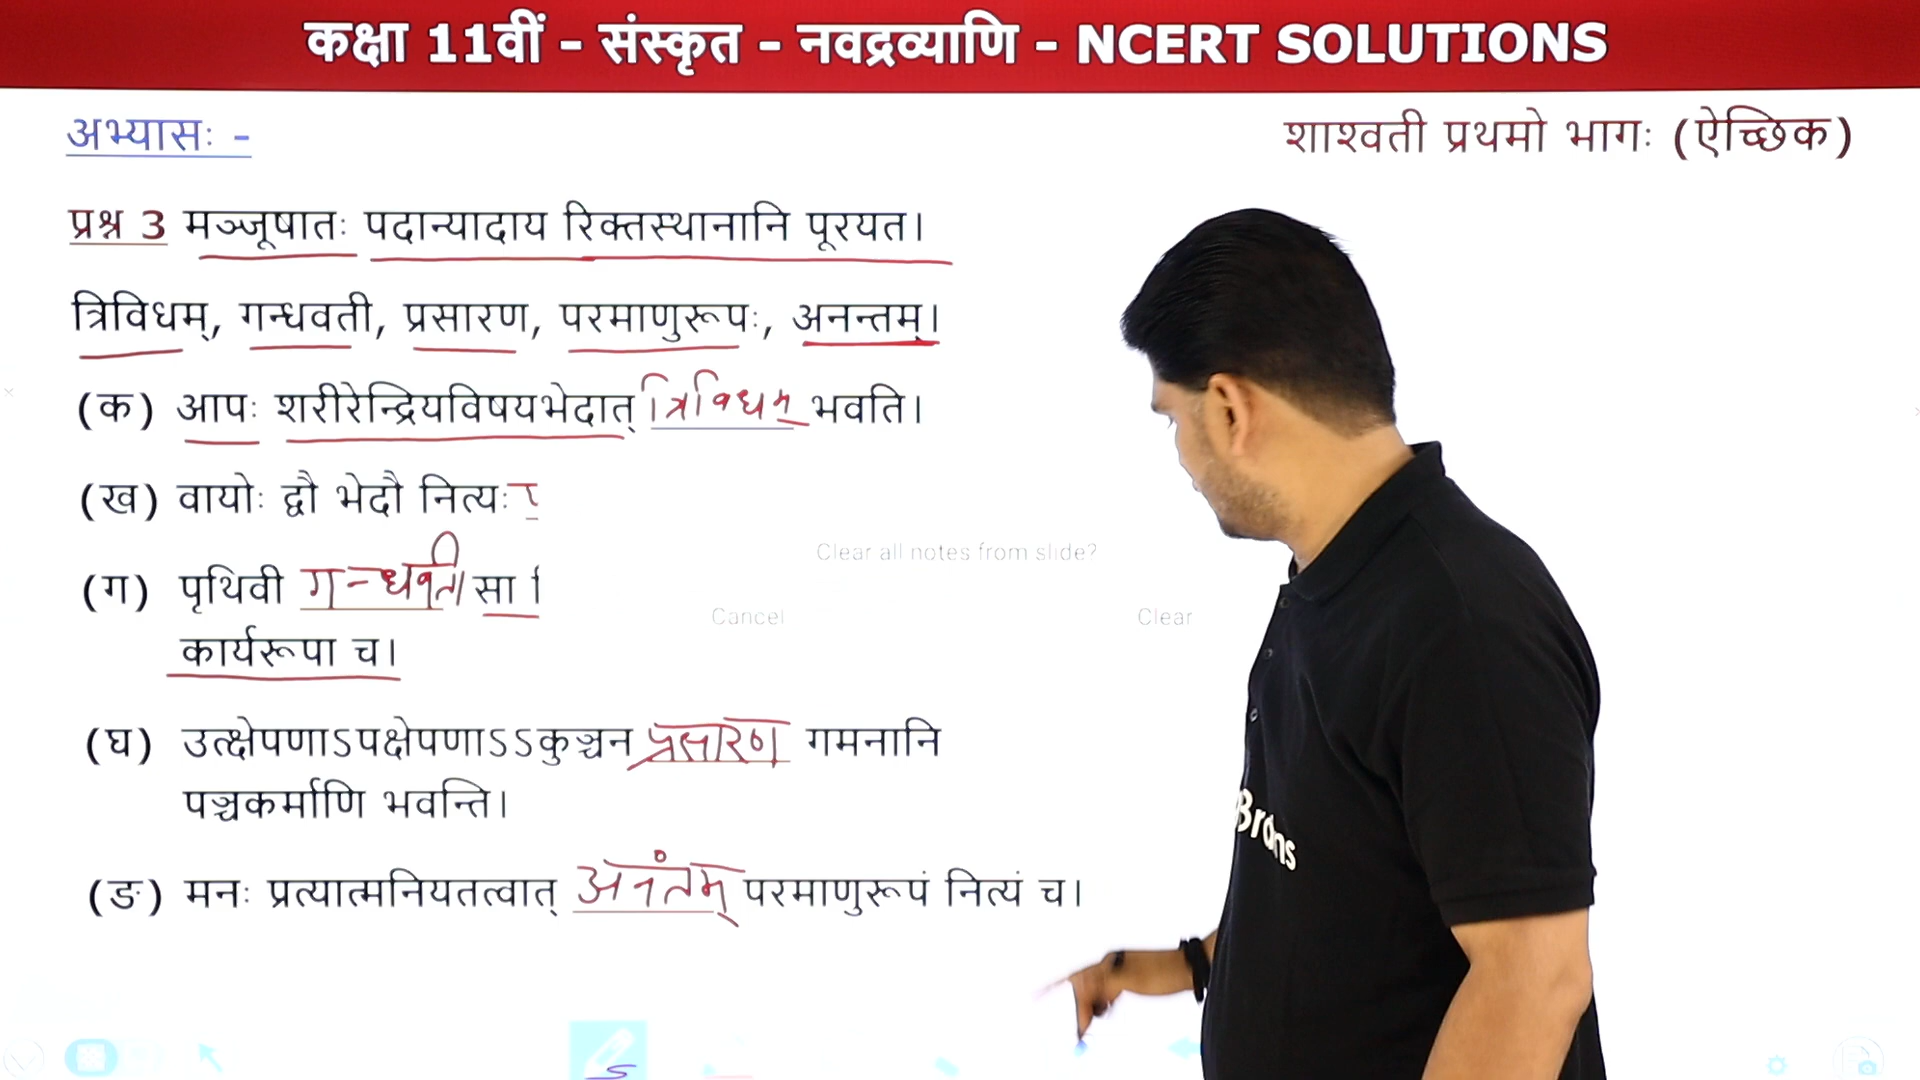 कक्षा 11वीं - संस्कृत - नवद्रव्याणि - NCERT SOLUTIONS
अभ्यासः -
शाश्वती प्रथमो भागः (ऐच्छिक)
प्रश्न 3 मञ्जूषातः पदान्यादाय रिक्तस्थानानि पूरयत।
त्रिविधम्, गन्धवती, प्रसारण, परमाणुरूपः, अनन्तम्।
(क) आपः शरीरेन्द्रियविषयभेदात् त्रिविधम् भवति।
(ख) वायोः द्वौ भेदौ नित्यः
Clear all notes from slide?
(ग) पृथिवी गन्धवती सा
Cancel Clear
कार्यरूपा च।
(घ) उत्क्षेपणाऽपक्षेपणाऽऽकुञ्चन प्रसारण गमनानि
पञ्चकर्माणि भवन्ति।
(ङ) मनः प्रत्यात्मनियतत्वात् अनंतम् परमाणुरूपं नित्यं च।